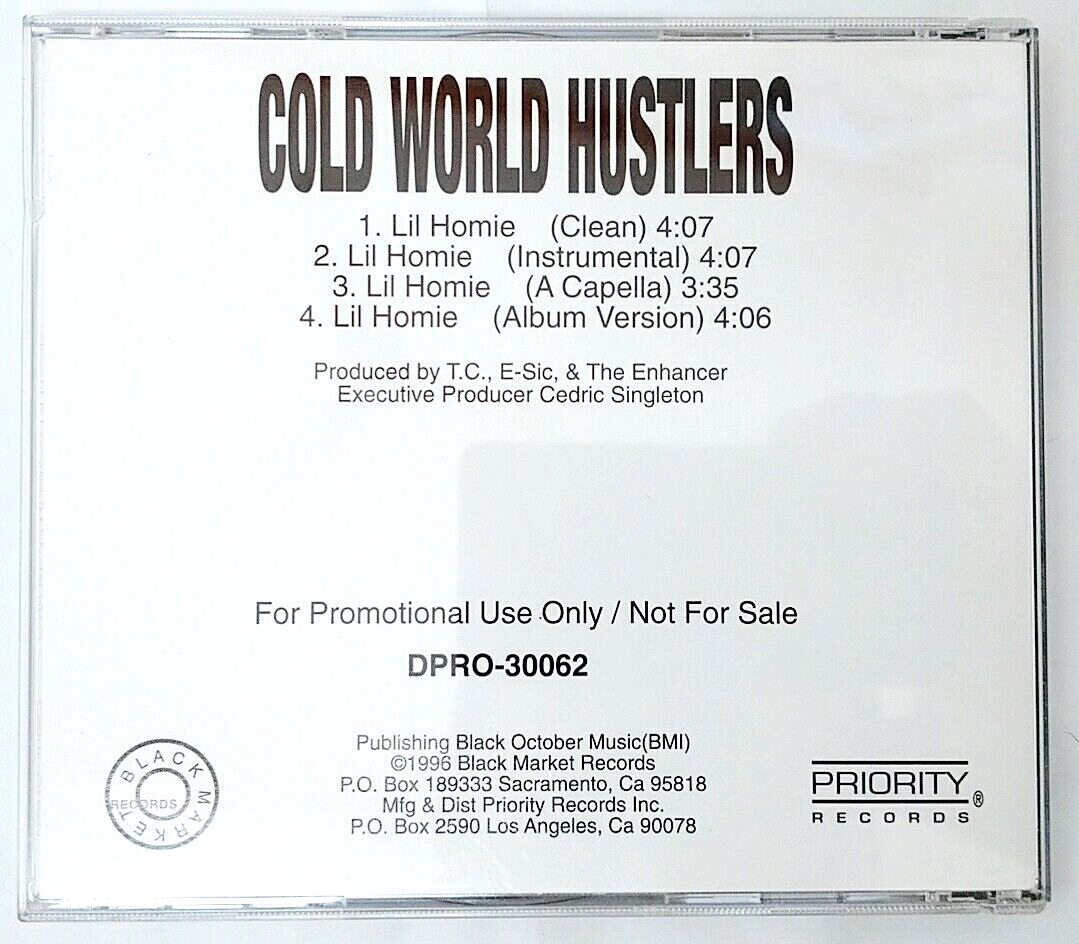 COLD WORLD HUSTLERS
1. Lil Homie (Clean) 4:07
2. Lil Homie (Instrumental) 4:07
3. Lil Homie (A Capella) 3:35
4. Lil Homie (Album Version) 4:06
Produced by T.C., E-Sic, & The Enhancer
Executive Producer Cedric Singleton
For Promotional Use Only / Not For Sale
DPRO-30062
Publishing Black October Music(BMI)
©1996 Black Market Records
P.O. Box 189333 Sacramento, Ca 95818
Mfg & Dist Priority Records Inc.
P.O. Box 2590 Los Angeles, Ca 90078
BLACK MARKET
RECORDS
PRIORITY®
RECORDS